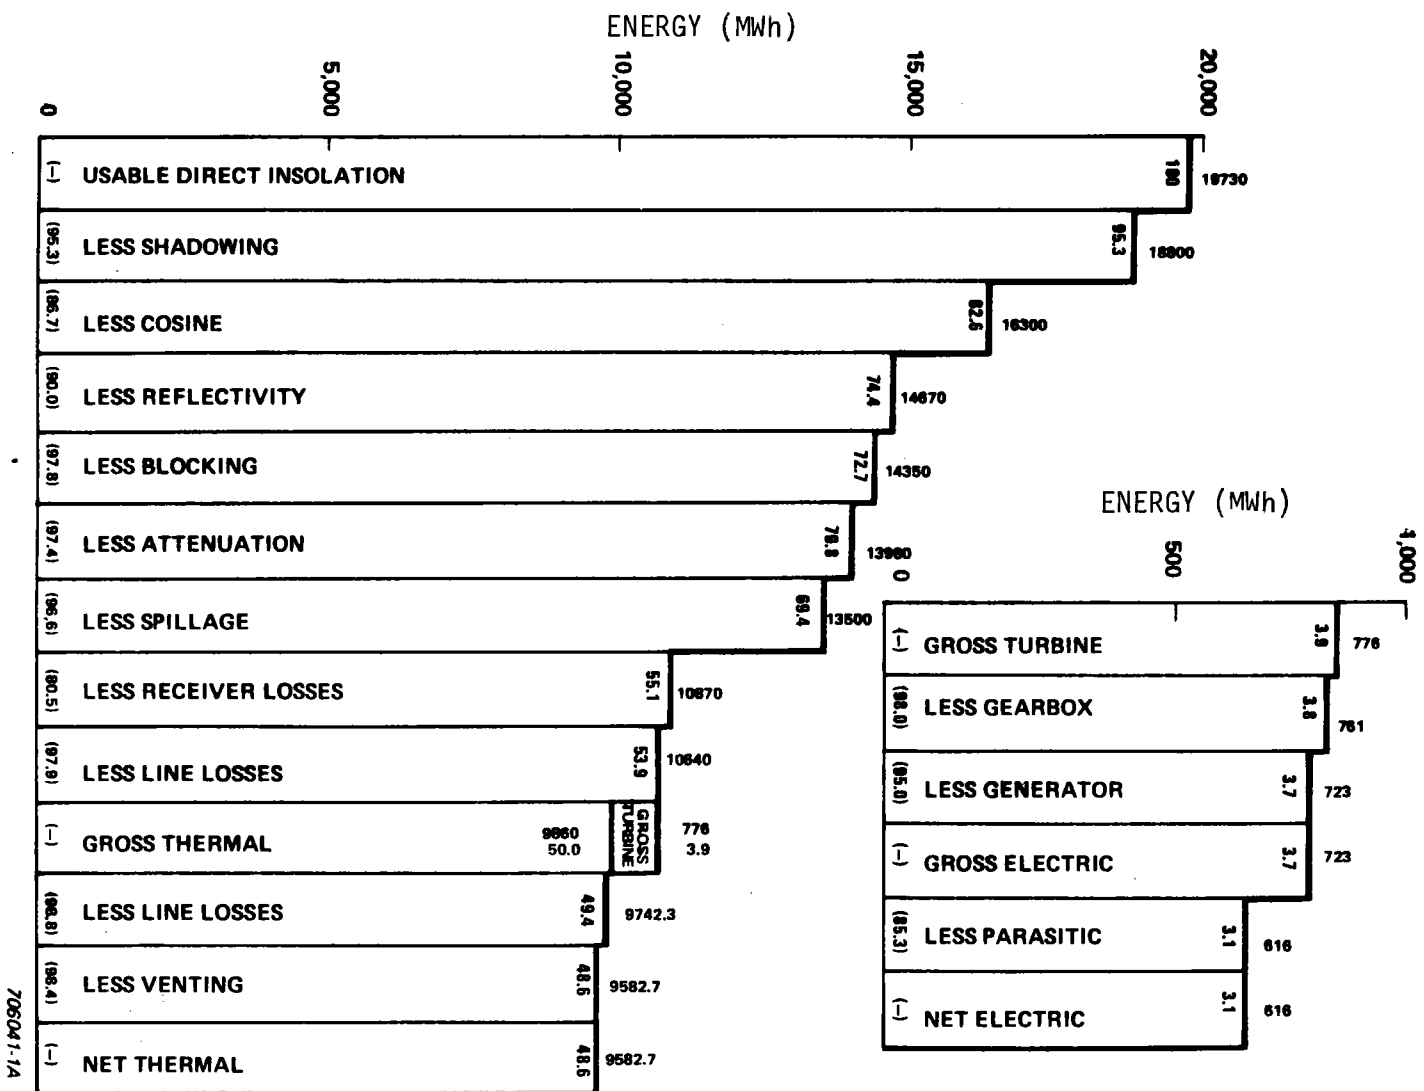 ENERGY (MWh)
0 5,000 10,000 15,000 20,000
(—) USABLE DIRECT INSOLATION 100 19730
(95.3) LESS SHADOWING 95.3 18800
(86.7) LESS COSINE 82.6 16300
(90.0) LESS REFLECTIVITY 74.4 14670
(97.8) LESS BLOCKING 72.7 14350
(97.4) LESS ATTENUATION 13980
(96.6) LESS SPILLAGE 69.4 13500
(80.5) LESS RECEIVER LOSSES 55.1 10870
(97.9) LESS LINE LOSSES 53.9 10640
(—) GROSS THERMAL 9860 GROSS 776
50.0 TURBINE 3.9
(98.8) LESS LINE LOSSES 49.4 9742.3
(98.4) LESS VENTING 48.6 9582.7
(—) NET THERMAL 48.6 9582.7
706041-1A
ENERGY (MWh)
0 500 1,000
(—) GROSS TURBINE 3.9 776
(98.0) LESS GEARBOX 3.8 761
(95.0) LESS GENERATOR 3.7 723
(—) GROSS ELECTRIC 3.7 723
(85.3) LESS PARASITIC 3.1 616
(—) NET ELECTRIC 3.1 616